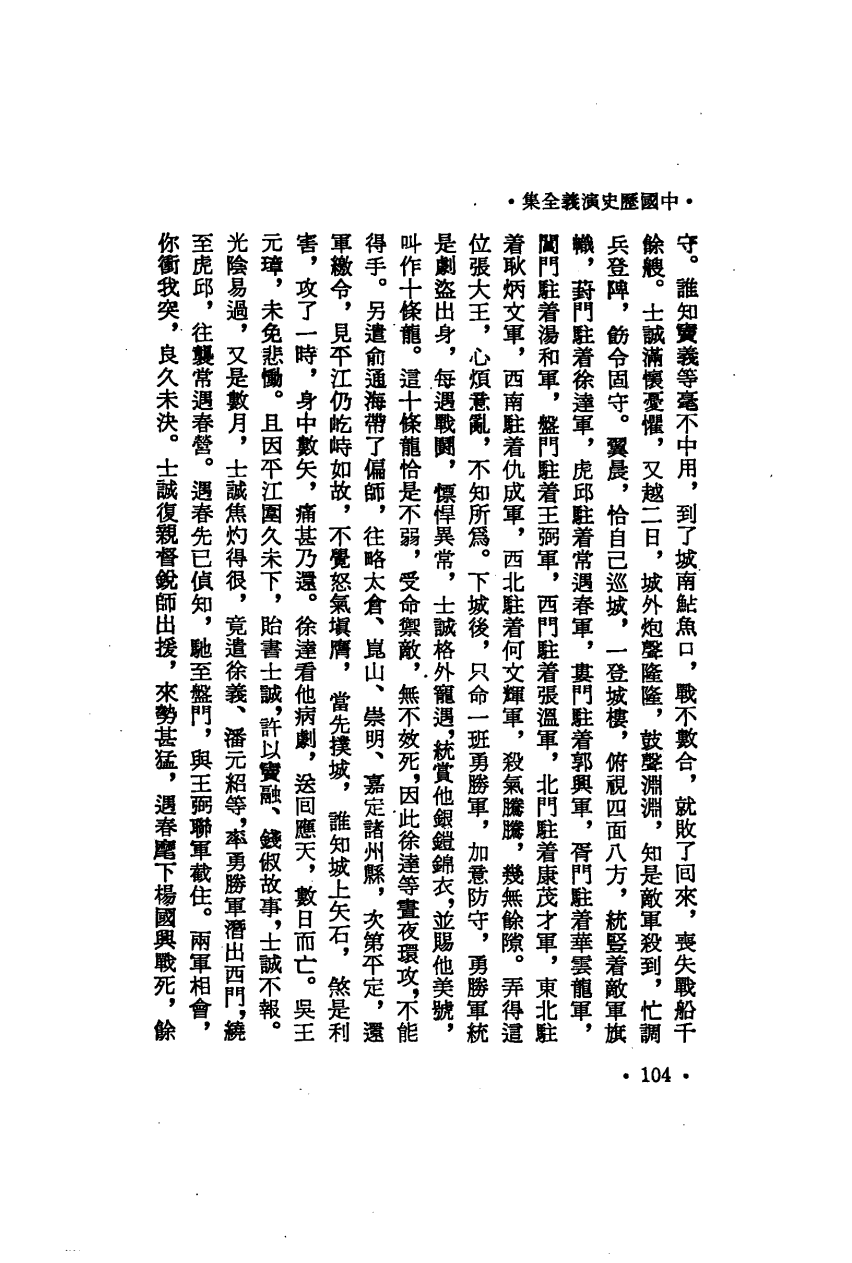 ·中國歷史演義全集·
守。誰知竇義等毫不中用，到了城南鮎魚口，戰不數合，就敗了回來，喪失戰船千
餘艘。士誠滿懷憂懼，又越二日，城外炮聲隆隆，鼓聲淵淵，知是敵軍殺到，忙調
兵登陴，飭令固守。翼晨，恰自己巡城，一登城樓，俯視四面八方，統豎着敵軍旗
幟，葑門駐着徐達軍，虎邱駐着常遇春軍，婁門駐着郭興軍，胥門駐着華雲龍軍，
閶門駐着湯和軍，盤門駐着王弼軍，西門駐着張溫軍，北門駐着康茂才軍，東北駐
着耿炳文軍，西南駐着仇成軍，西北駐着何文輝軍，殺氣騰騰，幾無餘隙。弄得這
位張大王，心煩意亂，不知所爲。下城後，只命一班勇勝軍，加意防守，勇勝軍統
是劇盜出身，每遇戰鬭，慓悍異常，士誠格外寵遇，統賞他銀鎧錦衣，並賜他美號，
叫作十條龍。這十條龍恰是不弱，受命禦敵，無不效死，因此徐達等晝夜環攻，不能
得手。另遣俞通海帶了偏師，往略太倉、崑山、崇明、嘉定諸州縣，次第平定，還
軍繳令，見平江仍屹峙如故，不覺怒氣塡膺，當先撲城，誰知城上矢石，煞是利
害，攻了一時，身中數矢，痛甚乃還。徐達看他病劇，送回應天，數日而亡。吳王
元璋，未免悲慟。且因平江圍久未下，貽書士誠，許以竇融、錢俶故事，士誠不報。
光陰易過，又是數月，士誠焦灼得很，竟遣徐義、潘元紹等，率勇勝軍潛出西門，繞
至虎邱，往襲常遇春營。遇春先已偵知，馳至盤門，與王弼聯軍截住。兩軍相會，
你衝我突，良久未決。士誠復親督銳師出援，來勢甚猛，遇春麾下楊國興戰死，餘
·104·